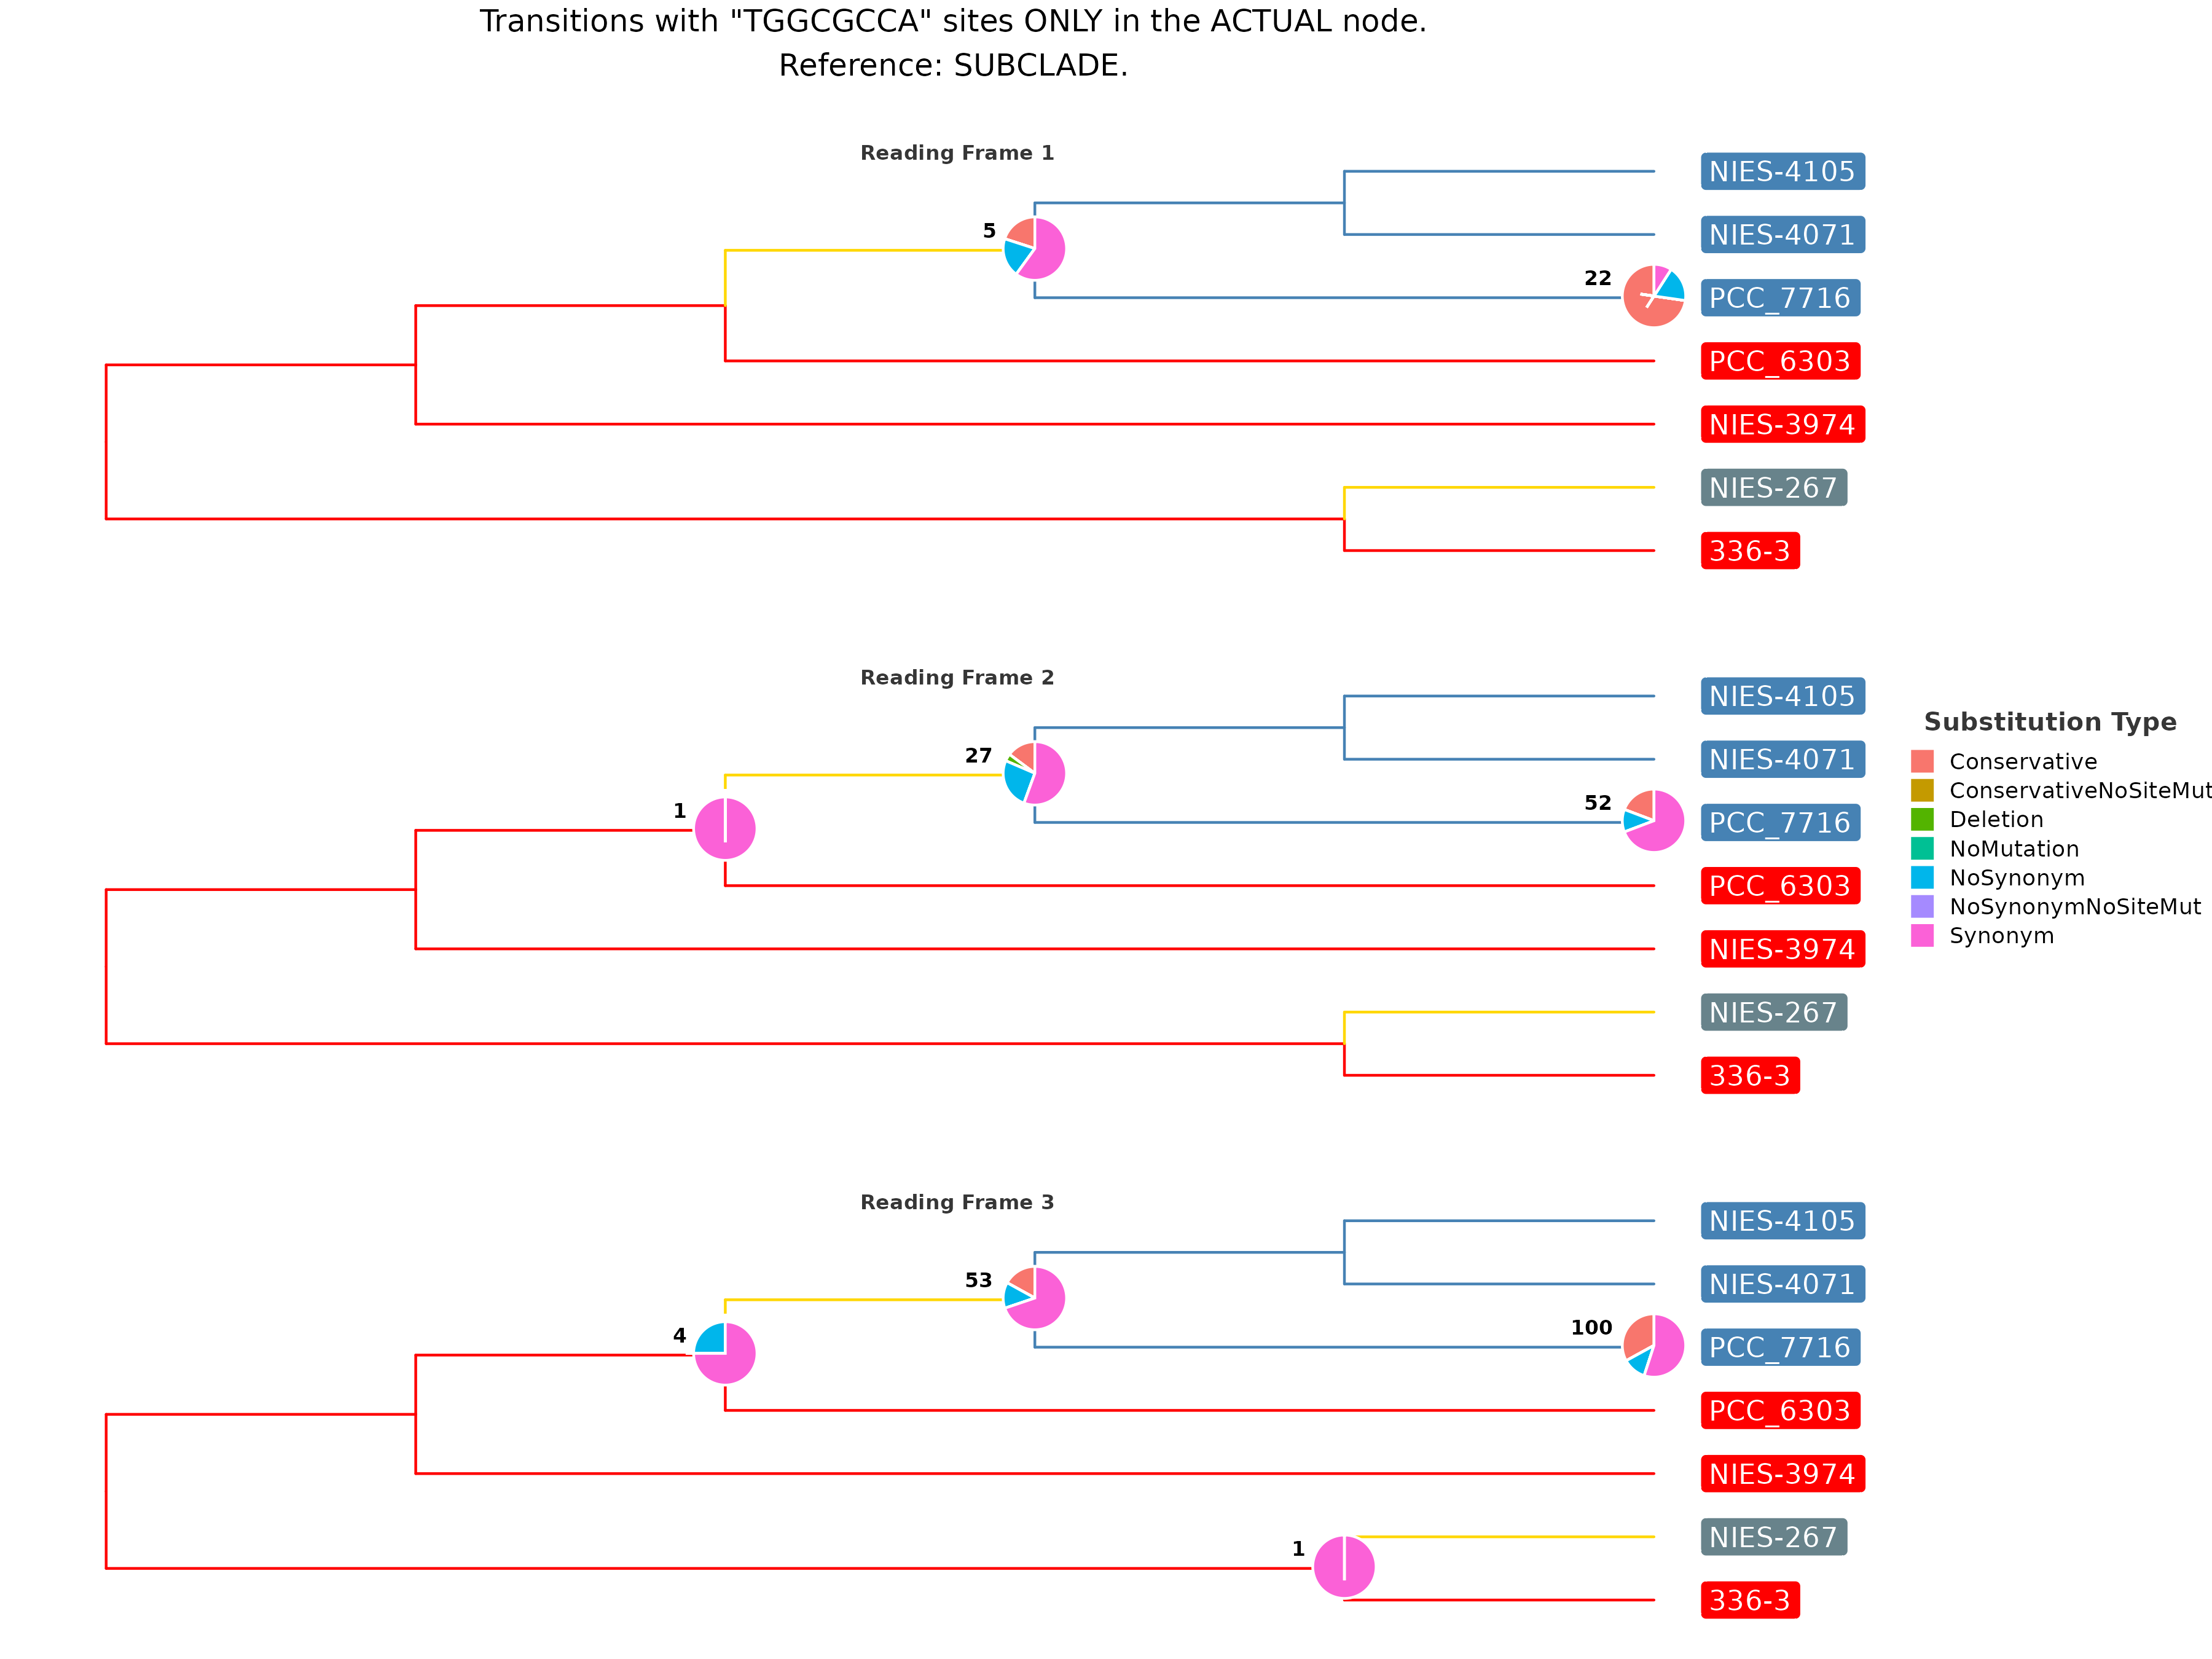 Transitions with "TGGCGCCA" sites ONLY in the ACTUAL node.
Reference: SUBCLADE.
Reading Frame 1
NIES-4105
5
NIES-4071
22
PCC_7716
PCC_6303
NIES-3974
NIES-267
336-3
Reading Frame 2
NIES-4105
27
NIES-4071
52
PCC_7716
1
PCC_6303
NIES-3974
NIES-267
336-3
Substitution Type
Conservative
ConservativeNoSiteMut
Deletion
NoMutation
NoSynonym
NoSynonymNoSiteMut
Synonym
Reading Frame 3
NIES-4105
53
NIES-4071
100
PCC_7716
4
PCC_6303
NIES-3974
NIES-267
1
336-3